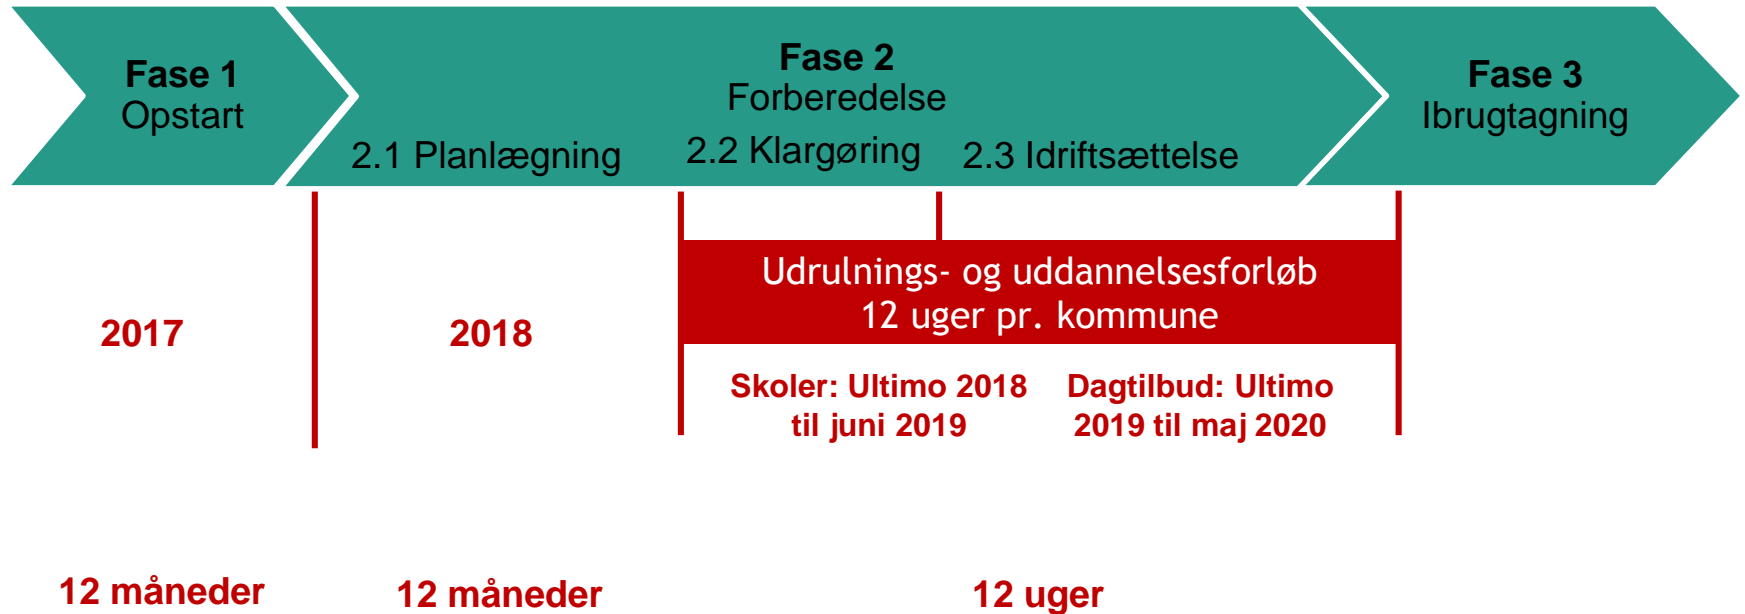 Fase 1
Opstart
Fase 2
Forberedelse
2.1 Planlægning
2.2 Klargøring
2.3 Idriftsættelse
Fase 3
Ibrugtagning
2017
2018
Udrulnings- og uddannelsesforløb
12 uger pr. kommune
Skoler: Ultimo 2018
til juni 2019
Dagtilbud: Ultimo
2019 til maj 2020
12 måneder
12 måneder
12 uger